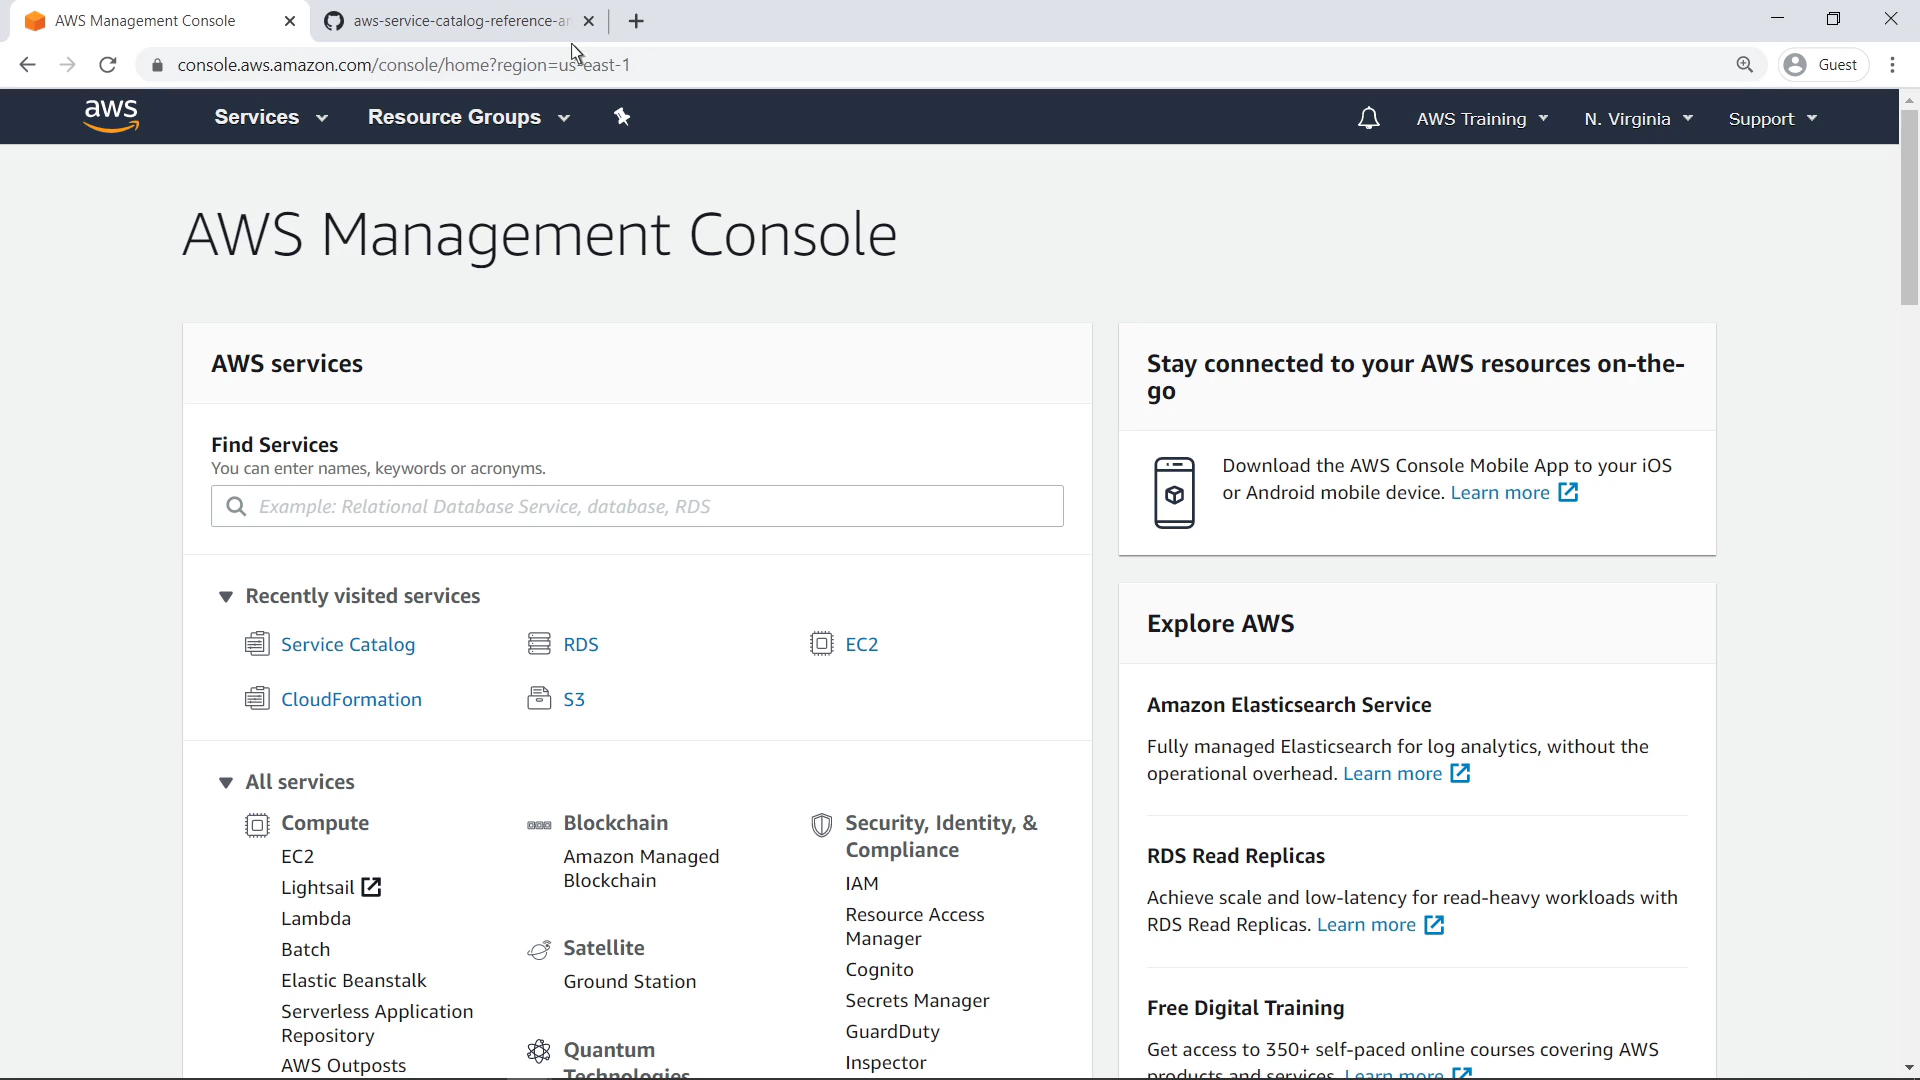 AWS Management Console
aws-service-catalog-reference-ar
console.aws.amazon.com/console/home?region=us-east-1
Guest
aws
Services
Resource Groups
AWS Training
N. Virginia
Support
AWS Management Console
AWS services
Find Services
You can enter names, keywords or acronyms.
Example: Relational Database Service, database, RDS
Recently visited services
Service Catalog
RDS
EC2
CloudFormation
S3
All services
Compute
EC2
Lightsail
Lambda
Batch
Elastic Beanstalk
Serverless Application
Repository
AWS Outposts
Blockchain
Amazon Managed
Blockchain
Satellite
Ground Station
Quantum
Technologies
Security, Identity, &
Compliance
IAM
Resource Access
Manager
Cognito
Secrets Manager
GuardDuty
Inspector
Stay connected to your AWS resources on-the-
go
Download the AWS Console Mobile App to your iOS
or Android mobile device. Learn more
Explore AWS
Amazon Elasticsearch Service
Fully managed Elasticsearch for log analytics, without the
operational overhead. Learn more
RDS Read Replicas
Achieve scale and low-latency for read-heavy workloads with
RDS Read Replicas. Learn more
Free Digital Training
Get access to 350+ self-paced online courses covering AWS
products and services. Learn more